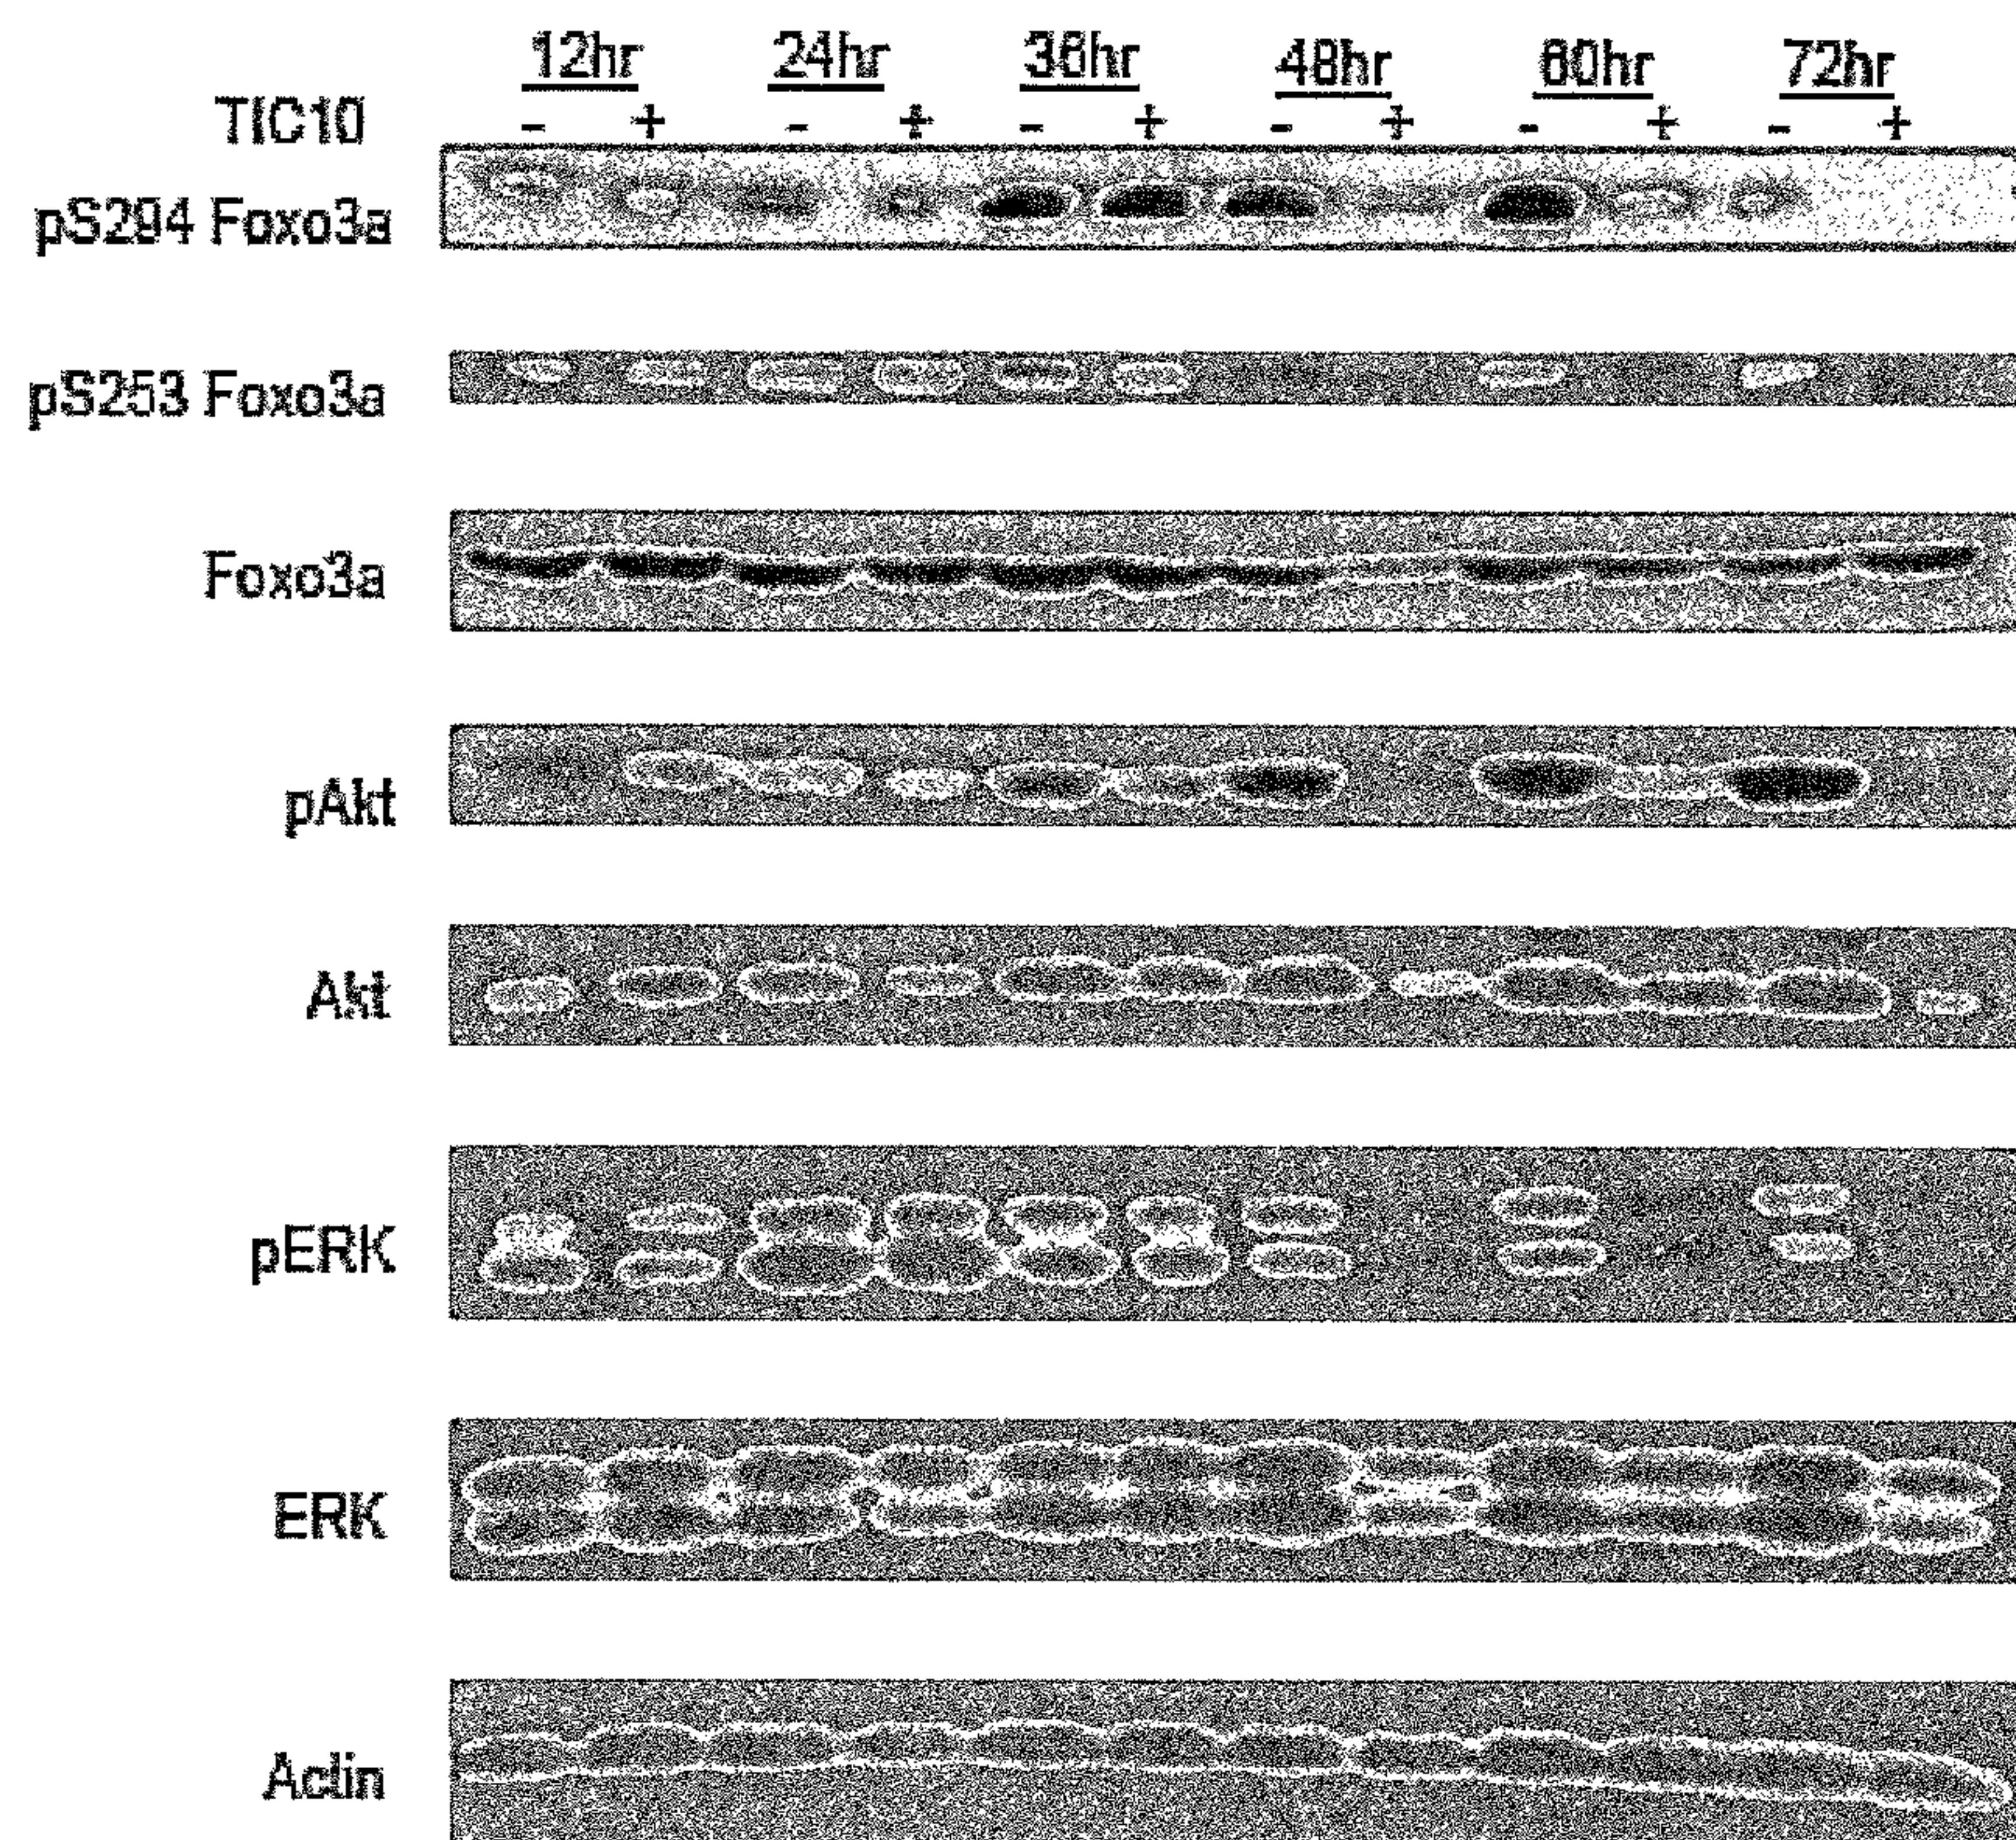 12hr 24hr 36hr 48hr 60hr 72hr
TIC10 - + - + - + - + - + - +
pS294 Foxo3a
pS253 Foxo3a
Foxo3a
pAkt
Akt
pERK
ERK
Actin